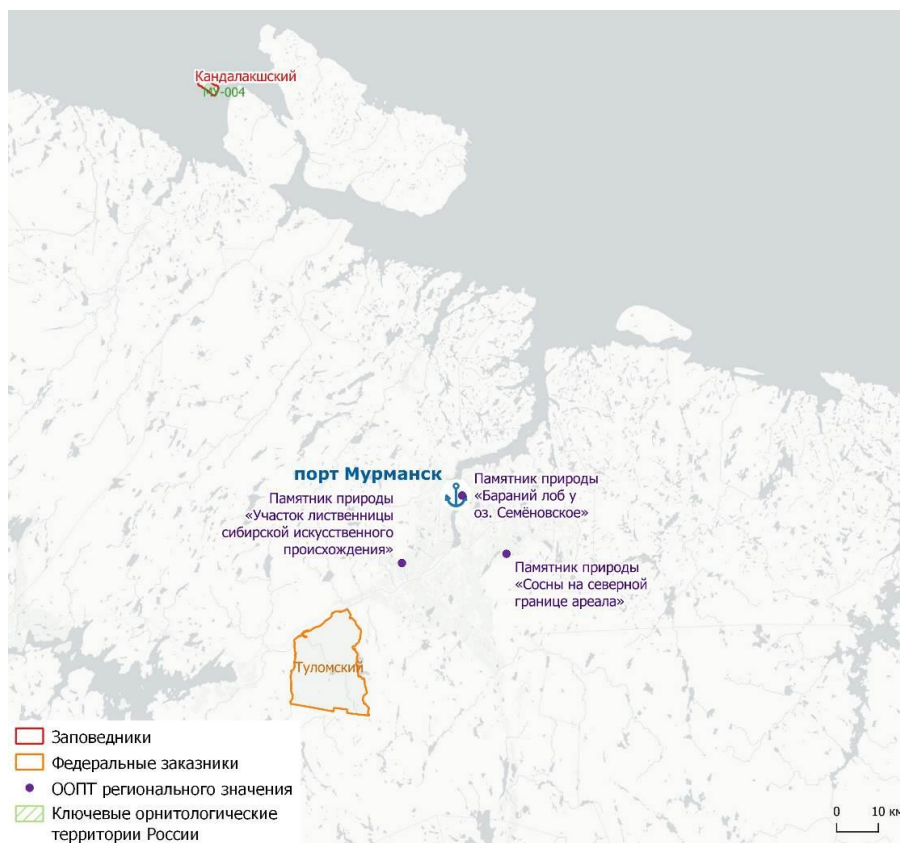 Кандалакшский
МУ-004
порт Мурманск
Памятник природы
«Бараний лоб у
оз. Семёновское»
Памятник природы
«Участок лиственницы
сибирской искусственного
происхождения»
Памятник природы
«Сосны на северной
границе ареала»
Туломский
Заповедники
Федеральные заказники
ООПТ регионального значения
Ключевые орнитологические
территории России
0 10 км